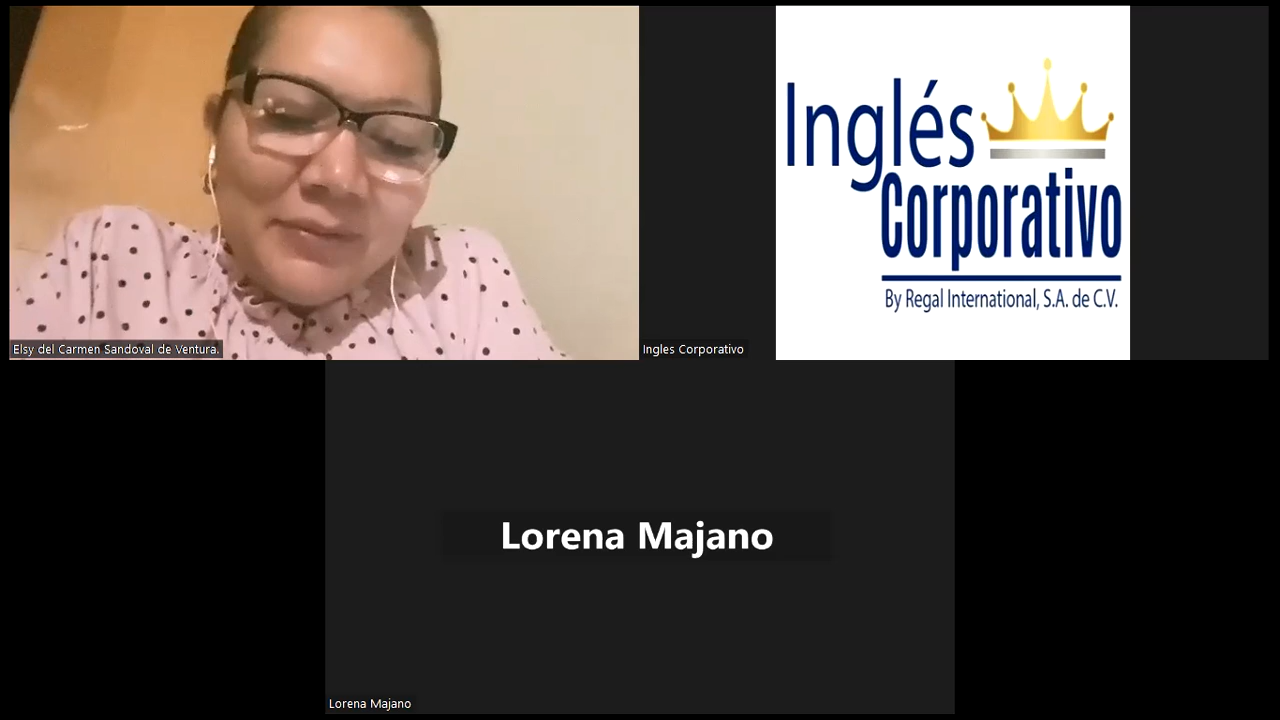 Inglés
Corporativo
By Regal International, S.A. de C.V.
Elsy del Carmen Sandoval de Ventura.
Ingles Corporativo
Lorena Majano
Lorena Majano